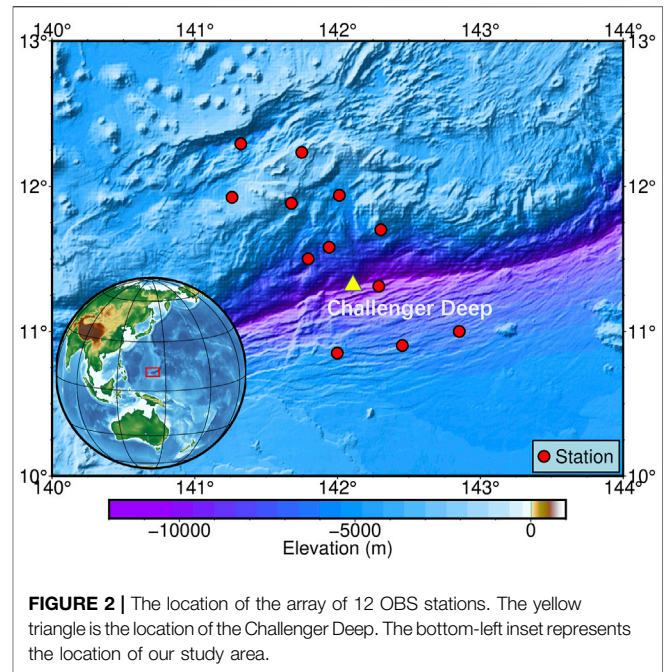 140° 141° 142° 143° 144°
13° 13°
12° 12°
Challenger Deep
11° 11°
Station
10° 10°
140° 141° 142° 143° 144°
−10000 −5000 0
Elevation (m)
FIGURE 2 | The location of the array of 12 OBS stations. The yellow
triangle is the location of the Challenger Deep. The bottom-left inset represents
the location of our study area.